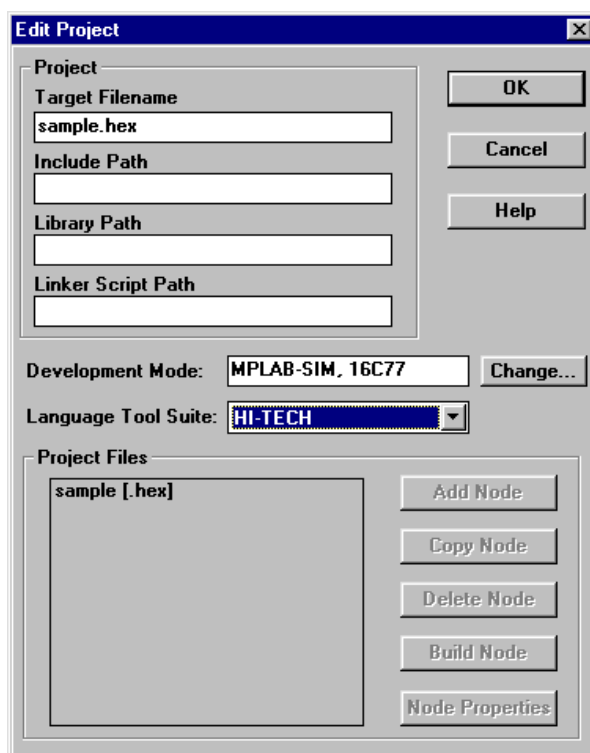 Edit Project
Project
Target Filename
sample.hex
Include Path
Library Path
Linker Script Path
OK
Cancel
Help
Development Mode: MPLAB-SIM, 16C77 Change...
Language Tool Suite: HI-TECH
Project Files
sample [.hex]
Add Node
Copy Node
Delete Node
Build Node
Node Properties